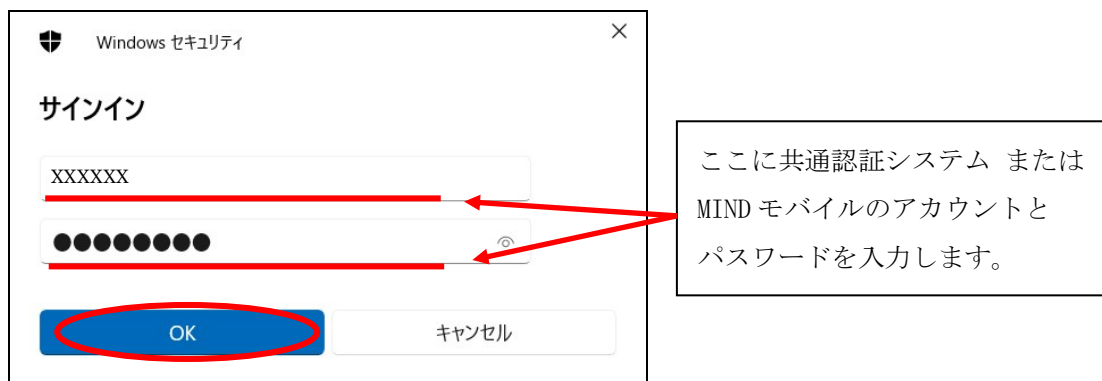 Windows セキュリティ
サインイン
XXXXXX
●●●●●●●●
OK
キャンセル
ここに共通認証システム または
MIND モバイルのアカウントと
パスワードを入力します。